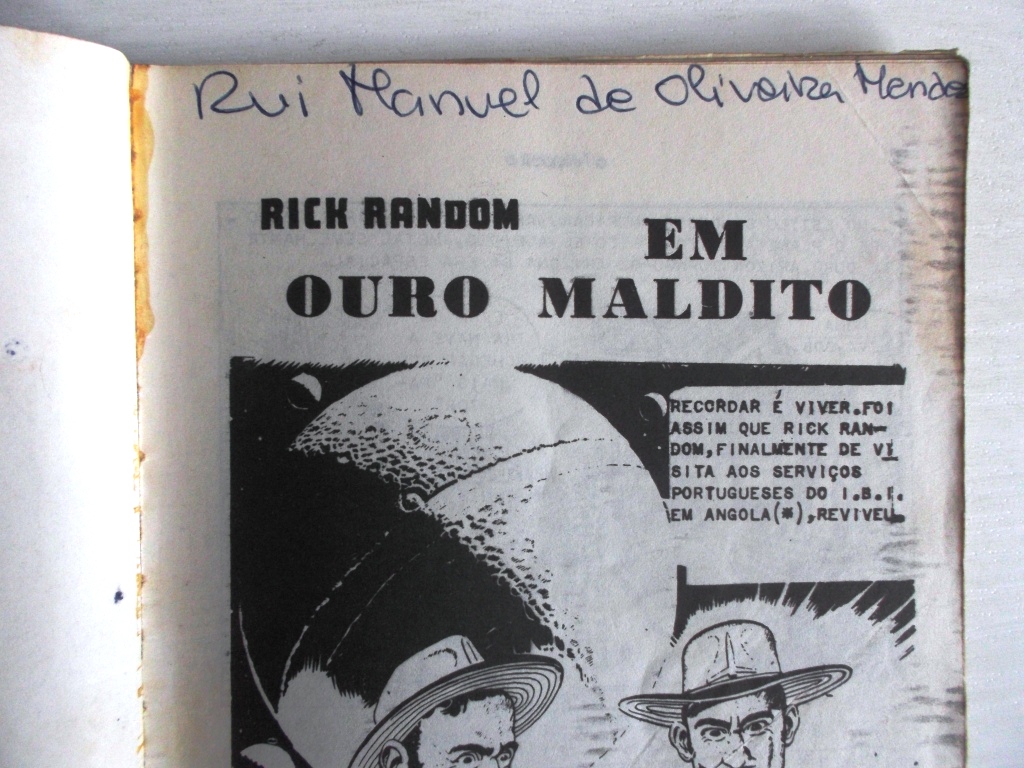 Rui Manuel de Oliveira Mendes
RICK RANDOM
EM
OURO MALDITO
RECORDAR É VIVER.FOI
ASSIM QUE RICK RAN-
DOM,FINALMENTE DE VI
SITA AOS SERVIÇOS
PORTUGUESES DO I.B.I.
EM ANGOLA(*),REVIVEU